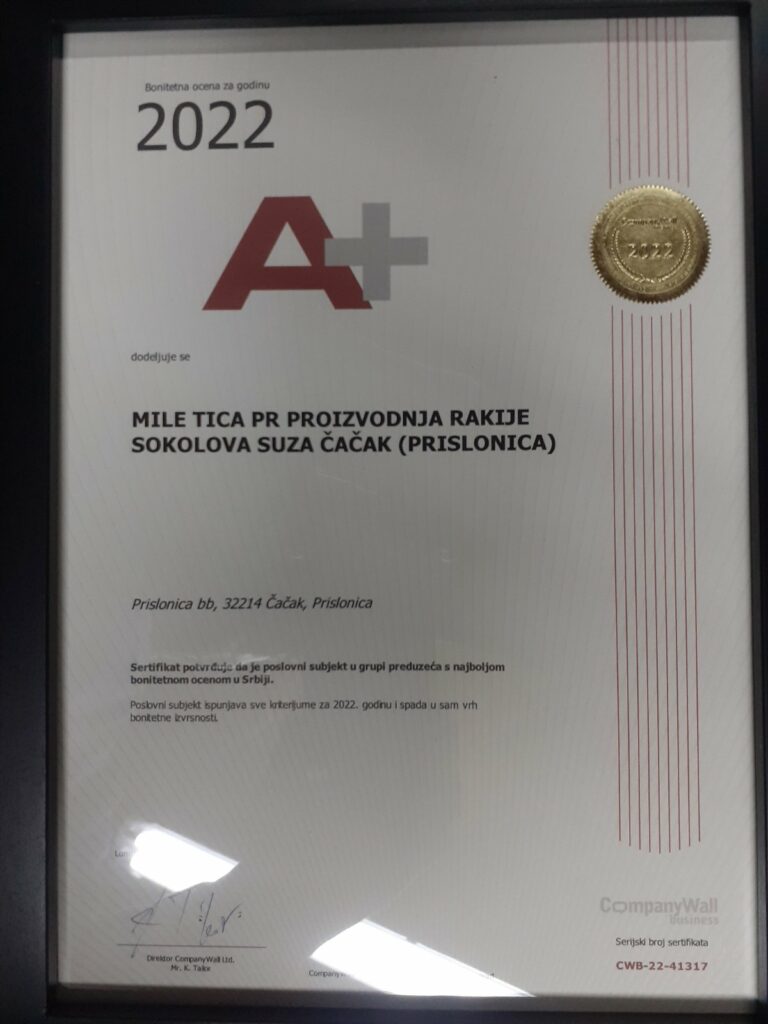 Bonitetna ocena za godinu
2022
A+
CompanyWall
2022
dodeljuje se
MILE TICA PR PROIZVODNJA RAKIJE
SOKOLOVA SUZA ČAČAK (PRISLONICA)
Prislonica bb, 32214 Čačak, Prislonica
Sertifikat potvrđuje da je poslovni subjekt u grupi preduzeća s najboljom
bonitetnom ocenom u Srbiji.
Poslovni subjekt ispunjava sve kriterijume za 2022. godinu i spada u sam vrh
bonitetne izvrsnosti.
Direktor CompanyWall Ltd.
Mr. K. Tailor
CompanyWall
Business
Serijski broj sertifikata
CWB-22-41317